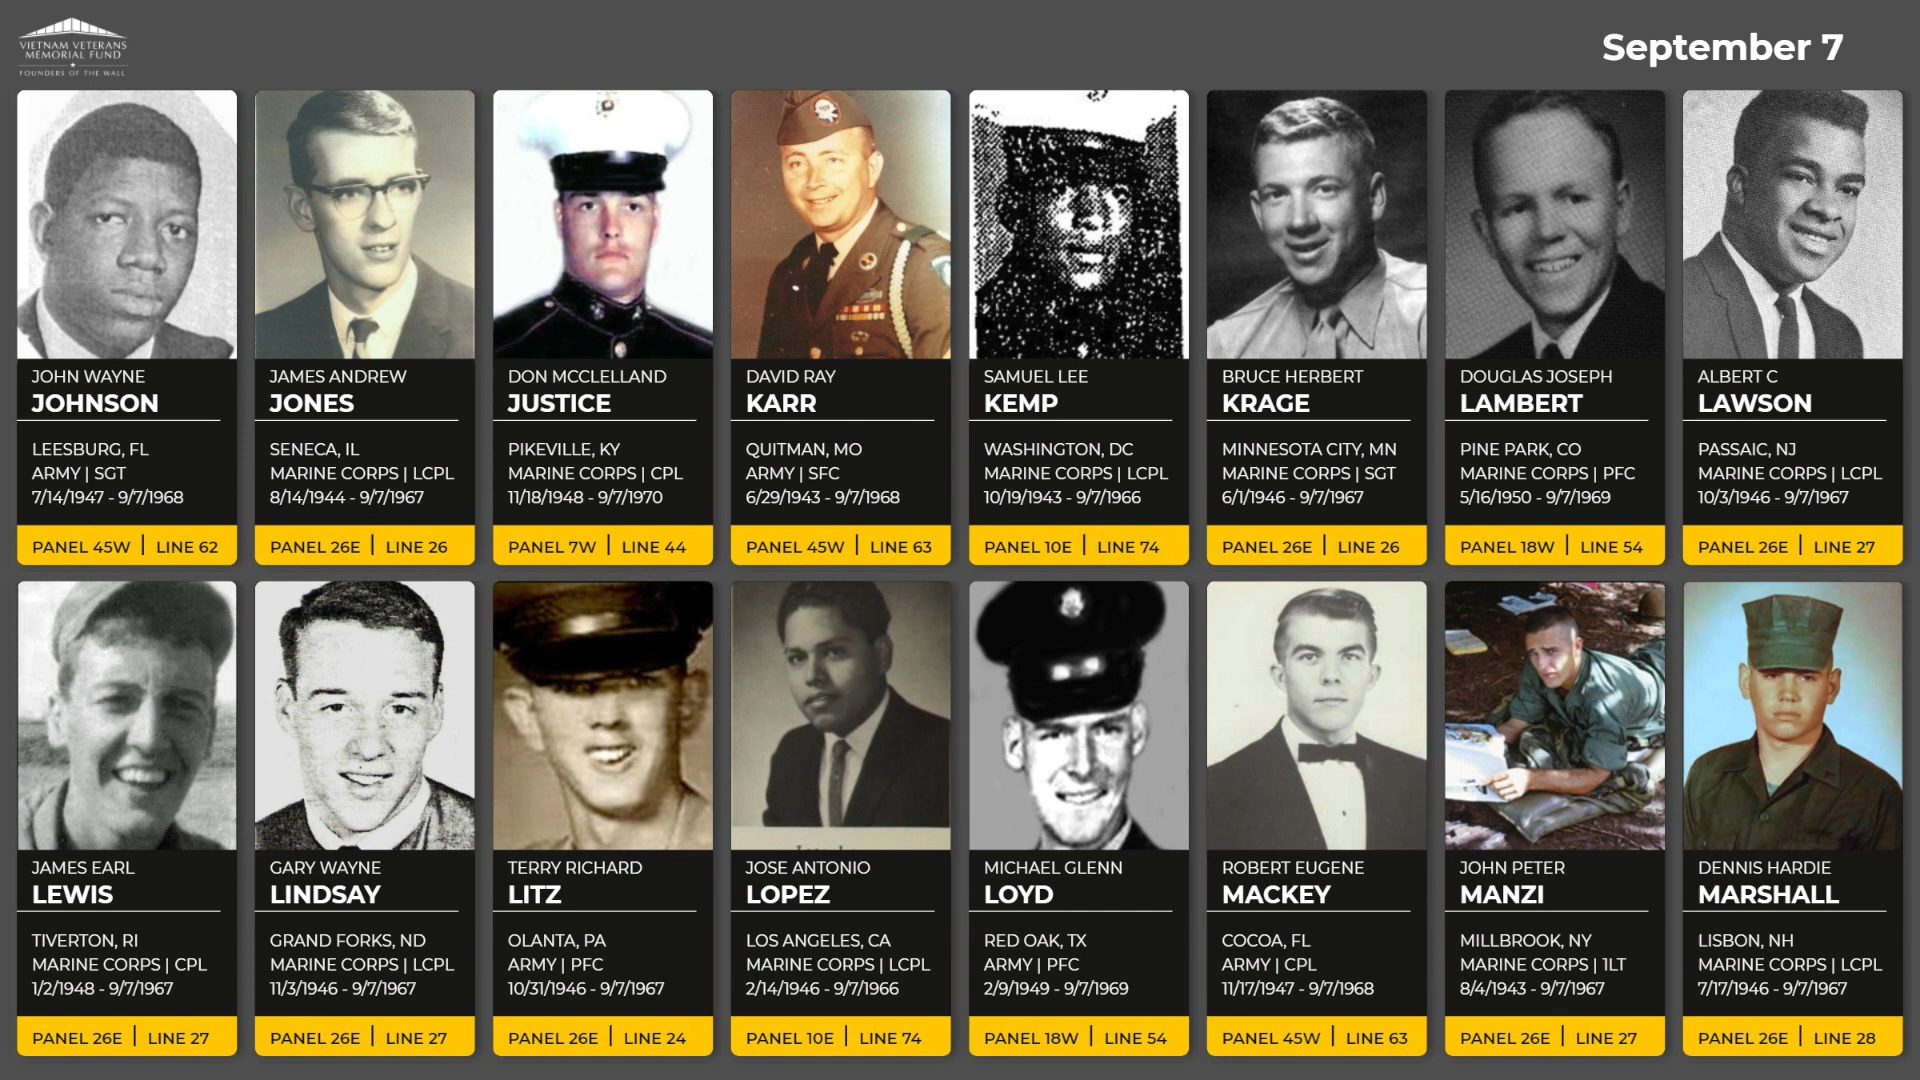 VIETNAM VETERANS
MEMORIAL FUND
FOUNDERS OF THE WALL
September 7
JOHN WAYNE
JOHNSON
LEESBURG, FL
ARMY | SGT
7/14/1947 - 9/7/1968
PANEL 45W | LINE 62
JAMES ANDREW
JONES
SENECA, IL
MARINE CORPS | LCPL
8/14/1944 - 9/7/1967
PANEL 26E | LINE 26
DON MCCLELLAND
JUSTICE
PIKEVILLE, KY
MARINE CORPS | CPL
11/18/1948 - 9/7/1970
PANEL 7W | LINE 44
DAVID RAY
KARR
QUITMAN, MO
ARMY | SFC
6/29/1943 - 9/7/1968
PANEL 45W | LINE 63
SAMUEL LEE
KEMP
WASHINGTON, DC
MARINE CORPS | LCPL
10/19/1943 - 9/7/1966
PANEL 10E | LINE 74
BRUCE HERBERT
KRAGE
MINNESOTA CITY, MN
MARINE CORPS | SGT
6/1/1946 - 9/7/1967
PANEL 26E | LINE 26
DOUGLAS JOSEPH
LAMBERT
PINE PARK, CO
MARINE CORPS | PFC
5/16/1950 - 9/7/1969
PANEL 18W | LINE 54
ALBERT C
LAWSON
PASSAIC, NJ
MARINE CORPS | LCPL
10/3/1946 - 9/7/1967
PANEL 26E | LINE 27
JAMES EARL
LEWIS
TIVERTON, RI
MARINE CORPS | CPL
1/2/1948 - 9/7/1967
PANEL 26E | LINE 27
GARY WAYNE
LINDSAY
GRAND FORKS, ND
MARINE CORPS | LCPL
11/3/1946 - 9/7/1967
PANEL 26E | LINE 27
TERRY RICHARD
LITZ
OLANTA, PA
ARMY | PFC
10/31/1946 - 9/7/1967
PANEL 26E | LINE 24
JOSE ANTONIO
LOPEZ
LOS ANGELES, CA
MARINE CORPS | LCPL
2/14/1946 - 9/7/1966
PANEL 10E | LINE 74
MICHAEL GLENN
LOYD
RED OAK, TX
ARMY | PFC
2/9/1949 - 9/7/1969
PANEL 18W | LINE 54
ROBERT EUGENE
MACKEY
COCOA, FL
ARMY | CPL
11/17/1947 - 9/7/1968
PANEL 45W | LINE 63
JOHN PETER
MANZI
MILLBROOK, NY
MARINE CORPS | 1LT
8/4/1943 - 9/7/1967
PANEL 26E | LINE 27
DENNIS HARDIE
MARSHALL
LISBON, NH
MARINE CORPS | LCPL
7/17/1946 - 9/7/1967
PANEL 26E | LINE 28